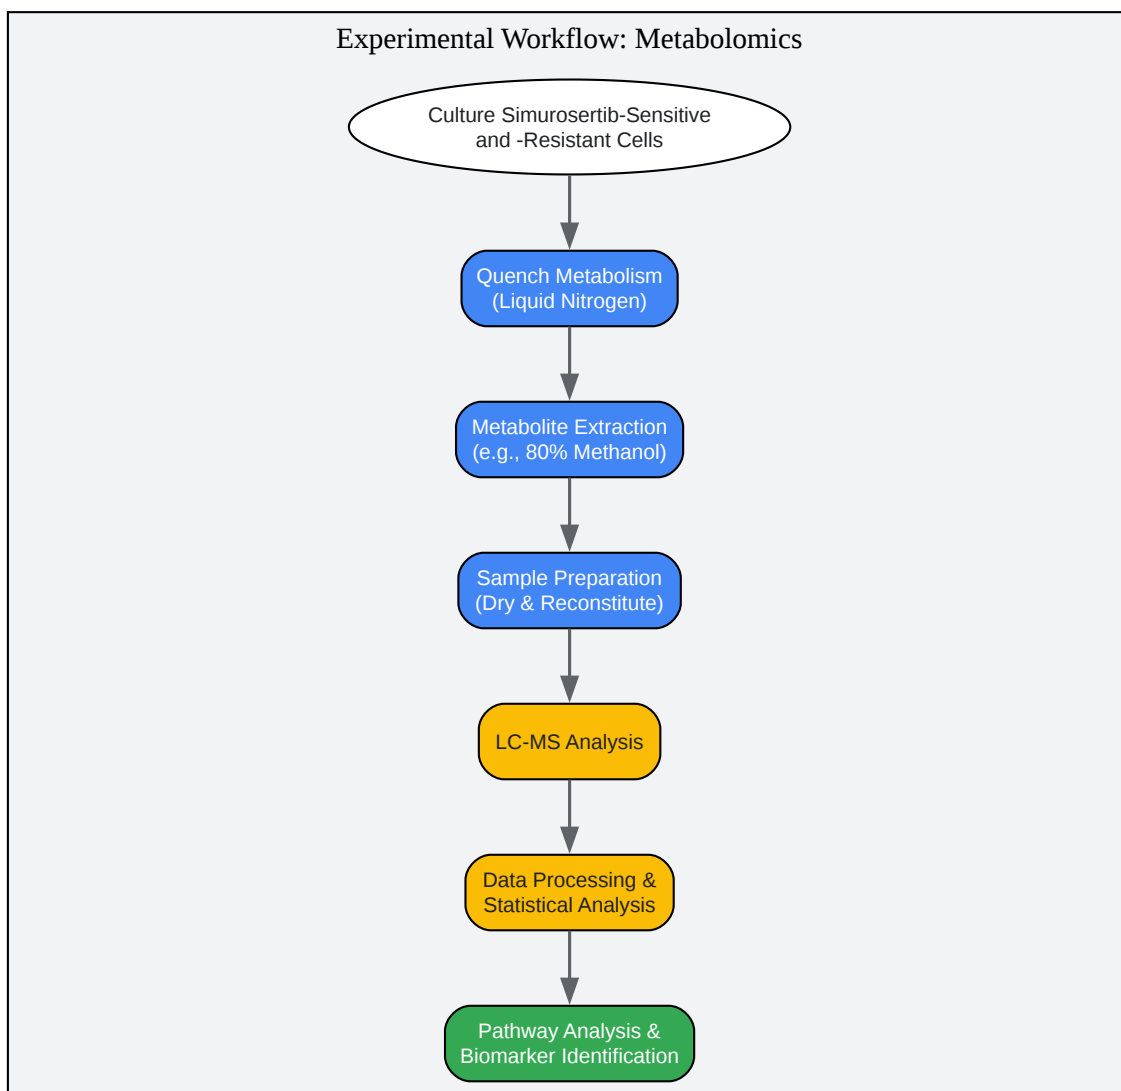 Experimental Workflow: Metabolomics
Culture Simurosertib-Sensitive
and -Resistant Cells
Quench Metabolism
(Liquid Nitrogen)
Metabolite Extraction
(e.g., 80% Methanol)
Sample Preparation
(Dry & Reconstitute)
LC-MS Analysis
Data Processing &
Statistical Analysis
Pathway Analysis &
Biomarker Identification